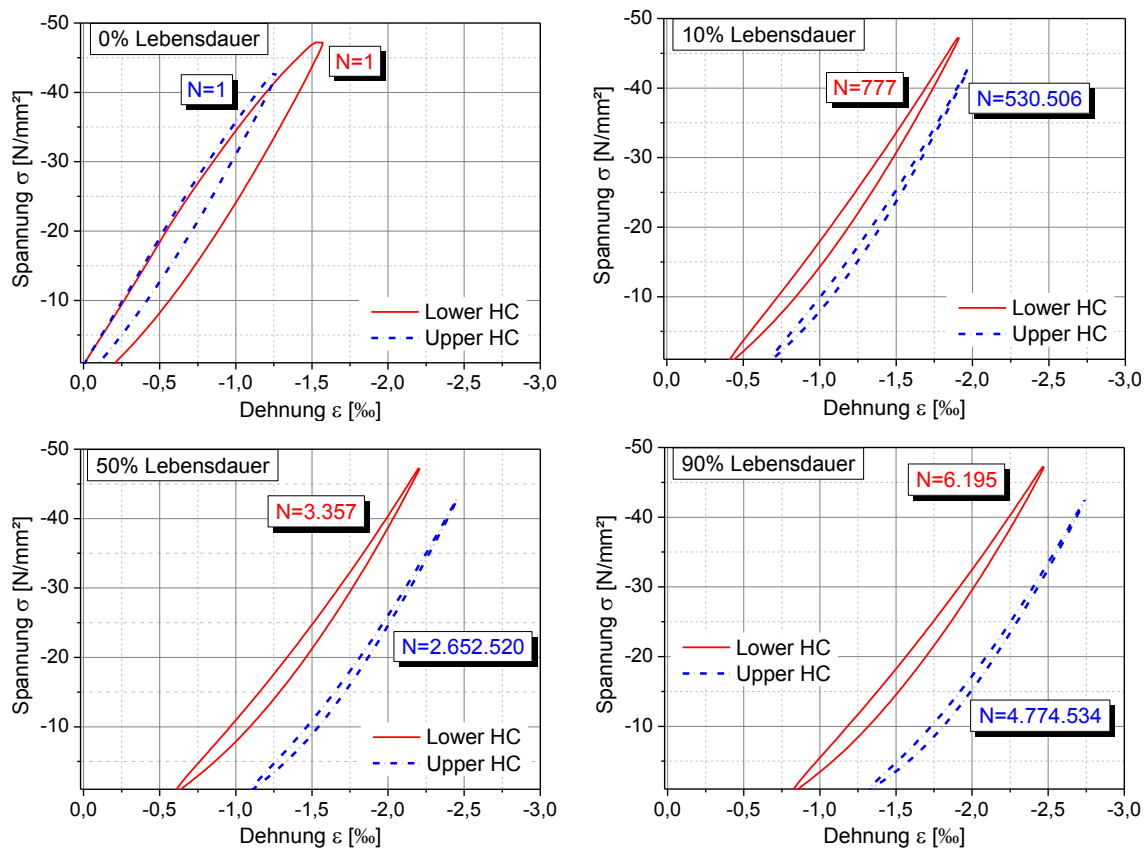 0% Lebensdauer
N=1
N=1
Lower HC
Upper HC
Spannung σ [N/mm²]
-50
-40
-30
-20
-10
0,0 -0,5 -1,0 -1,5 -2,0 -2,5 -3,0
Dehnung ε [‰]
10% Lebensdauer
N=777
N=530.506
Lower HC
Upper HC
Spannung σ [N/mm²]
-50
-40
-30
-20
-10
0,0 -0,5 -1,0 -1,5 -2,0 -2,5 -3,0
Dehnung ε [‰]
50% Lebensdauer
N=3.357
N=2.652.520
Lower HC
Upper HC
Spannung σ [N/mm²]
-50
-40
-30
-20
-10
0,0 -0,5 -1,0 -1,5 -2,0 -2,5 -3,0
Dehnung ε [‰]
90% Lebensdauer
N=6.195
Lower HC
Upper HC
N=4.774.534
Spannung σ [N/mm²]
-50
-40
-30
-20
-10
0,0 -0,5 -1,0 -1,5 -2,0 -2,5 -3,0
Dehnung ε [‰]